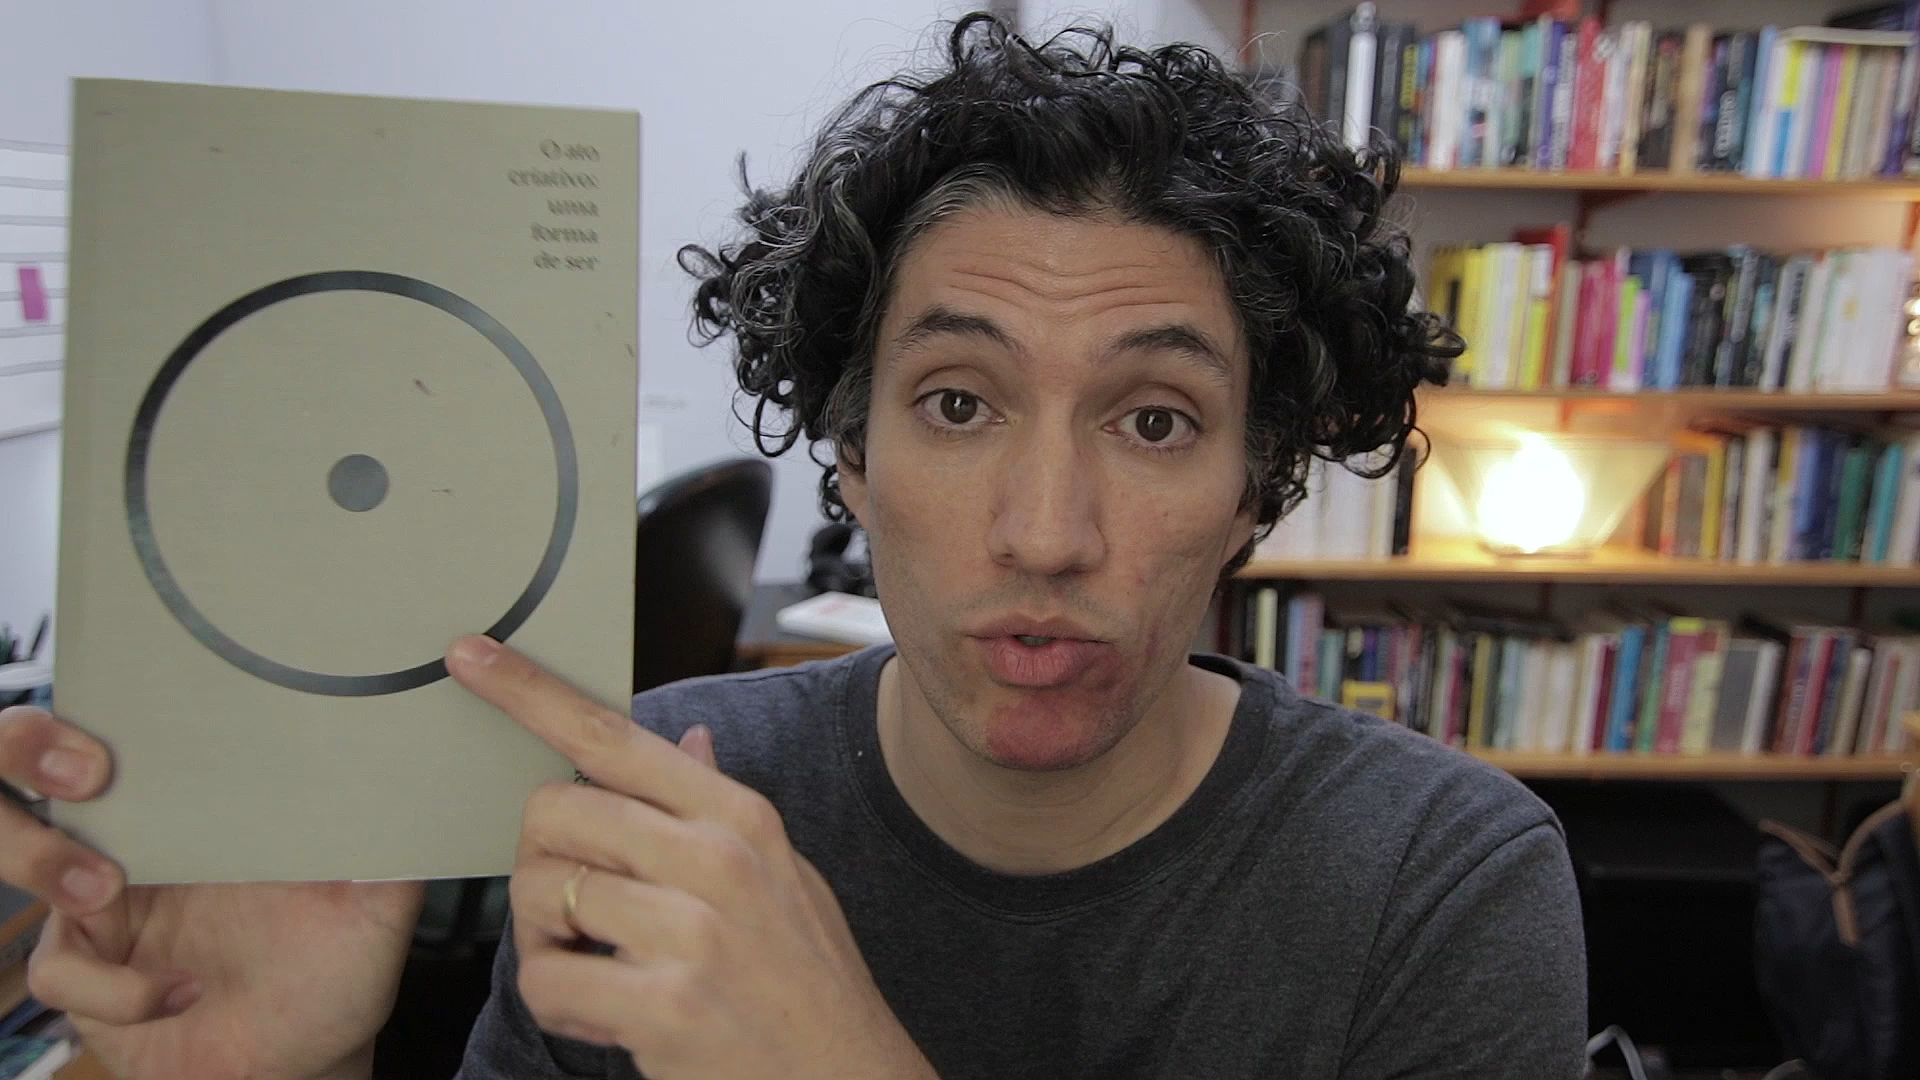 O ato
criativo:
uma
forma
de ser